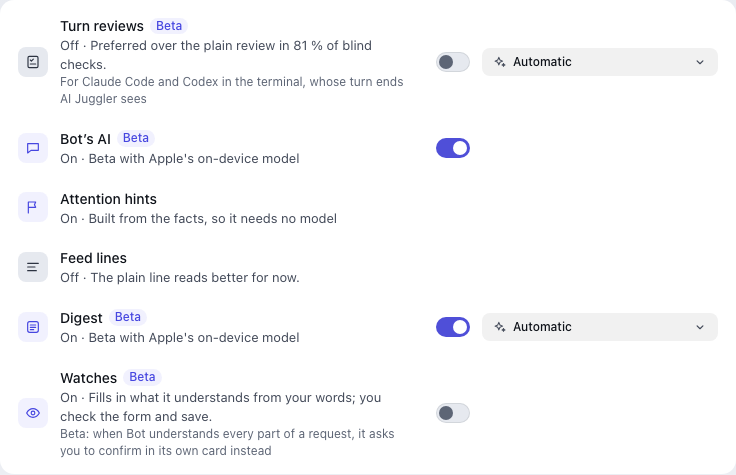 Turn reviews Beta
Off · Preferred over the plain review in 81 % of blind
checks.
For Claude Code and Codex in the terminal, whose turn ends
AI Juggler sees
Automatic
Bot’s AI Beta
On · Beta with Apple's on-device model
Attention hints
On · Built from the facts, so it needs no model
Feed lines
Off · The plain line reads better for now.
Digest Beta
On · Beta with Apple's on-device model
Automatic
Watches Beta
On · Fills in what it understands from your words; you
check the form and save.
Beta: when Bot understands every part of a request, it asks
you to confirm in its own card instead